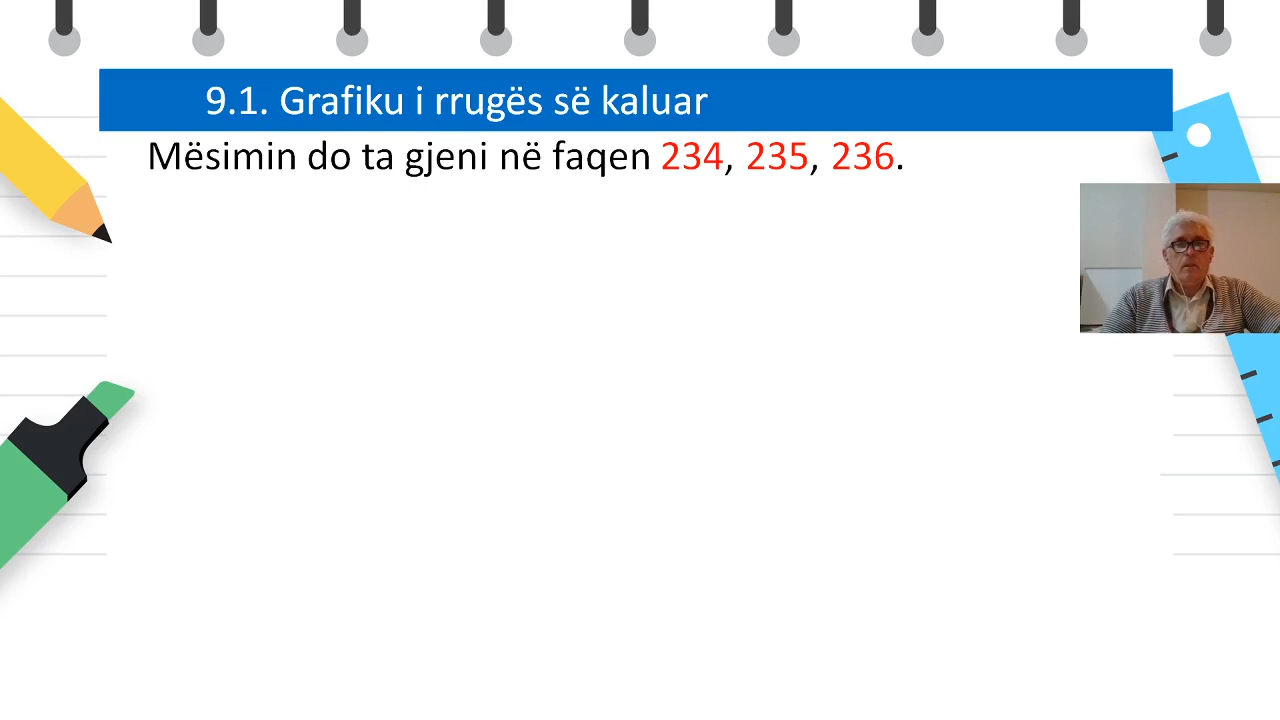 9.1. Grafiku i rrugës së kaluar
Mësimin do ta gjeni në faqen 234, 235, 236.